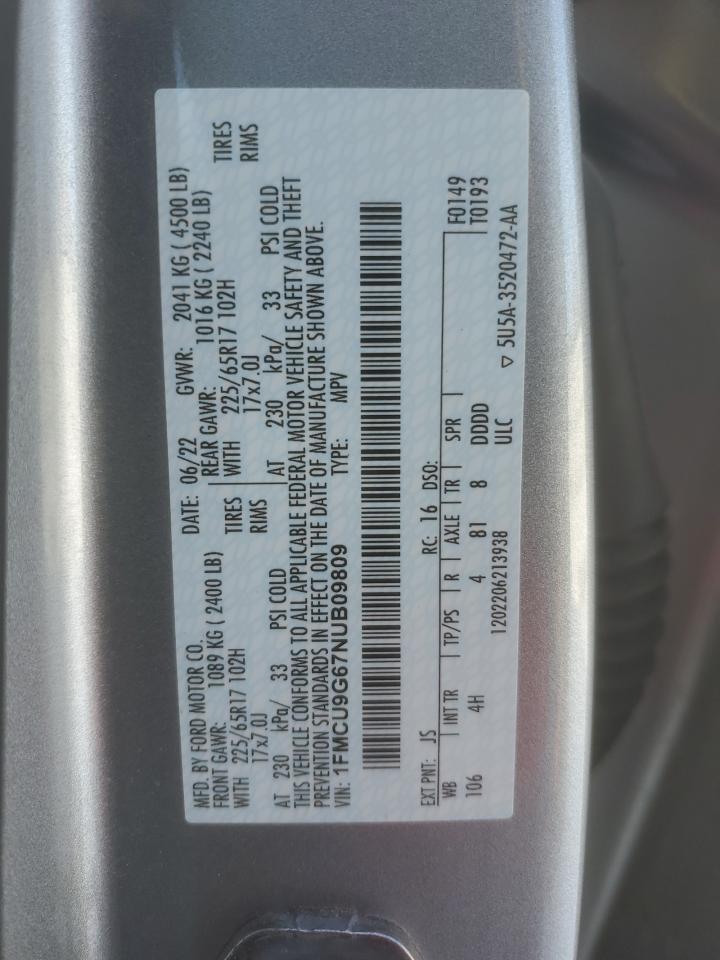 MFD. BY FORD MOTOR CO.
DATE: 06/22 GVWR: 2041 KG ( 4500 LB)
FRONT GAWR: 1089 KG ( 2400 LB) REAR GAWR: 1016 KG ( 2240 LB)
WITH 225/65R17 102H TIRES WITH 225/65R17 102H TIRES
17x7.0J RIMS 17x7.0J RIMS
AT 230 kPa/ 33 PSI COLD AT 230 kPa/ 33 PSI COLD
THIS VEHICLE CONFORMS TO ALL APPLICABLE FEDERAL MOTOR VEHICLE SAFETY AND THEFT
PREVENTION STANDARDS IN EFFECT ON THE DATE OF MANUFACTURE SHOWN ABOVE.
VIN: 1FMCU9G67NUB09809 TYPE: MPV
EXT PNT: JS RC: 16 DSO:
WB INT TR TP/PS R AXLE TR SPR F0149
106 4H 4 81 8 DDDD T0193
1202206213938 ULC ▽ 5U5A-3520472-AA